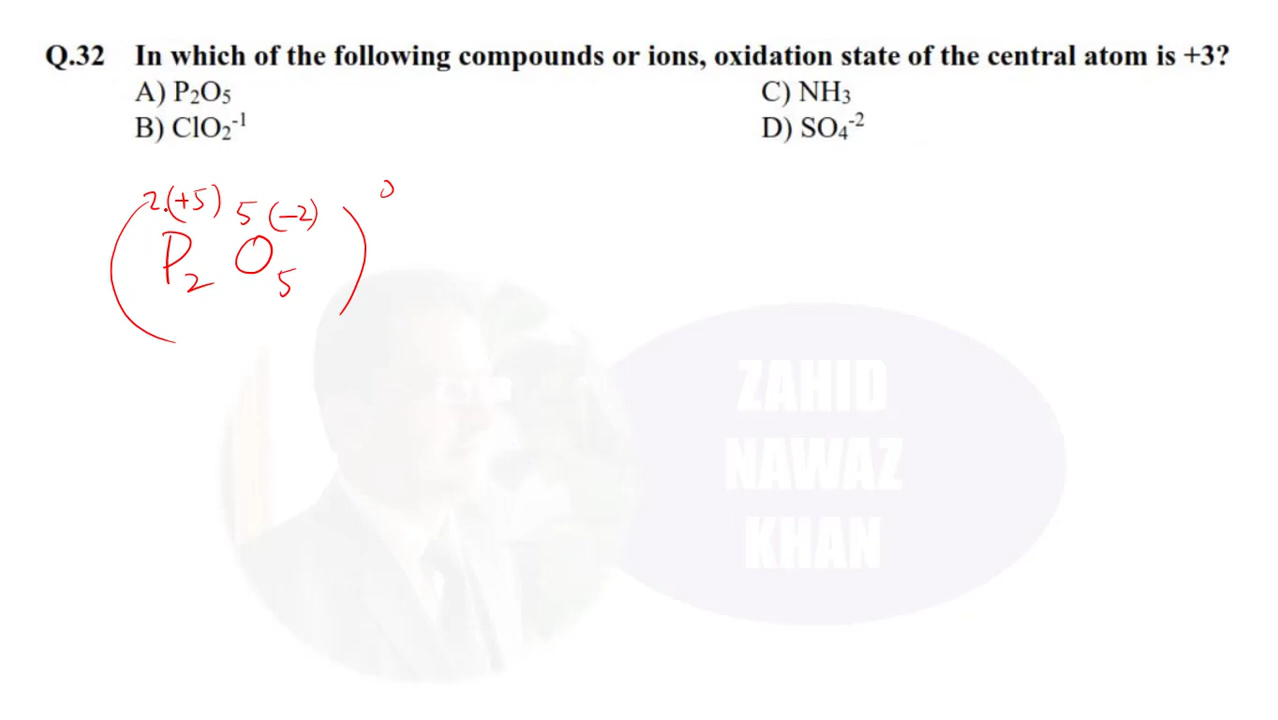 Q.32 In which of the following compounds or ions, oxidation state of the central atom is +3?
A) P₂O₅ C) NH₃
B) ClO₂⁻¹ D) SO₄⁻²
2.(+5) 5(-2) 0
( P₂ O₅ )
ZAHID
NAWAZ
KHAN